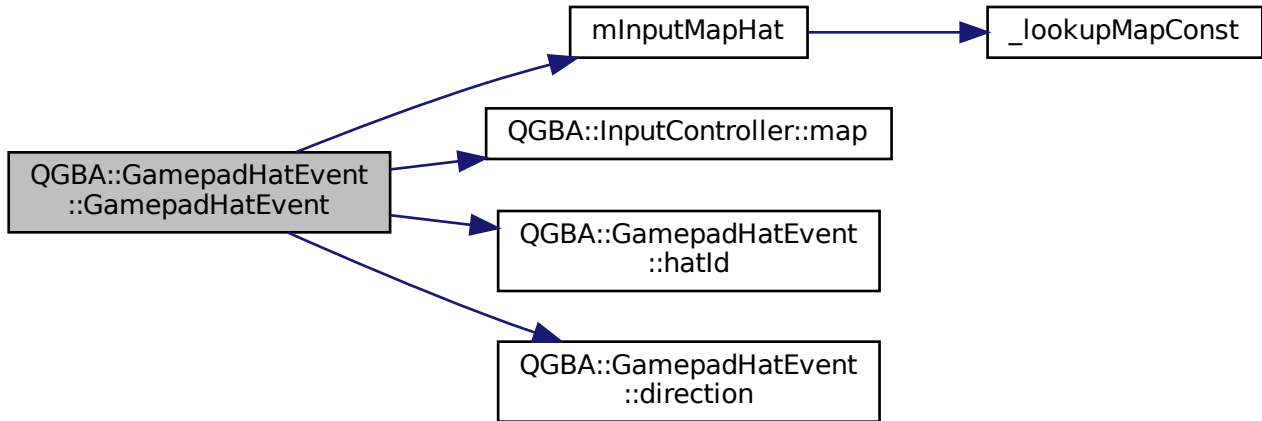 mInputMapHat
_lookupMapConst
QGBA::InputController::map
QGBA::GamepadHatEvent
::GamepadHatEvent
QGBA::GamepadHatEvent
::hatId
QGBA::GamepadHatEvent
::direction